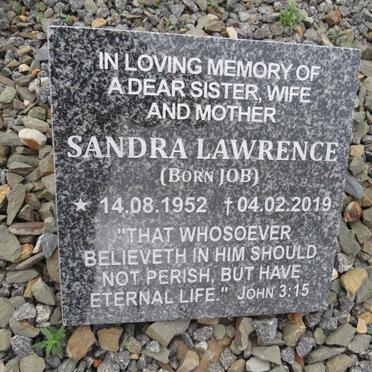 IN LOVING MEMORY OF
A DEAR SISTER, WIFE
AND MOTHER
SANDRA LAWRENCE
(BORN JOB)
★ 14.08.1952 †04.02.2019
"THAT WHOSOEVER
BELIEVETH IN HIM SHOULD
NOT PERISH, BUT HAVE
ETERNAL LIFE." JOHN 3:15